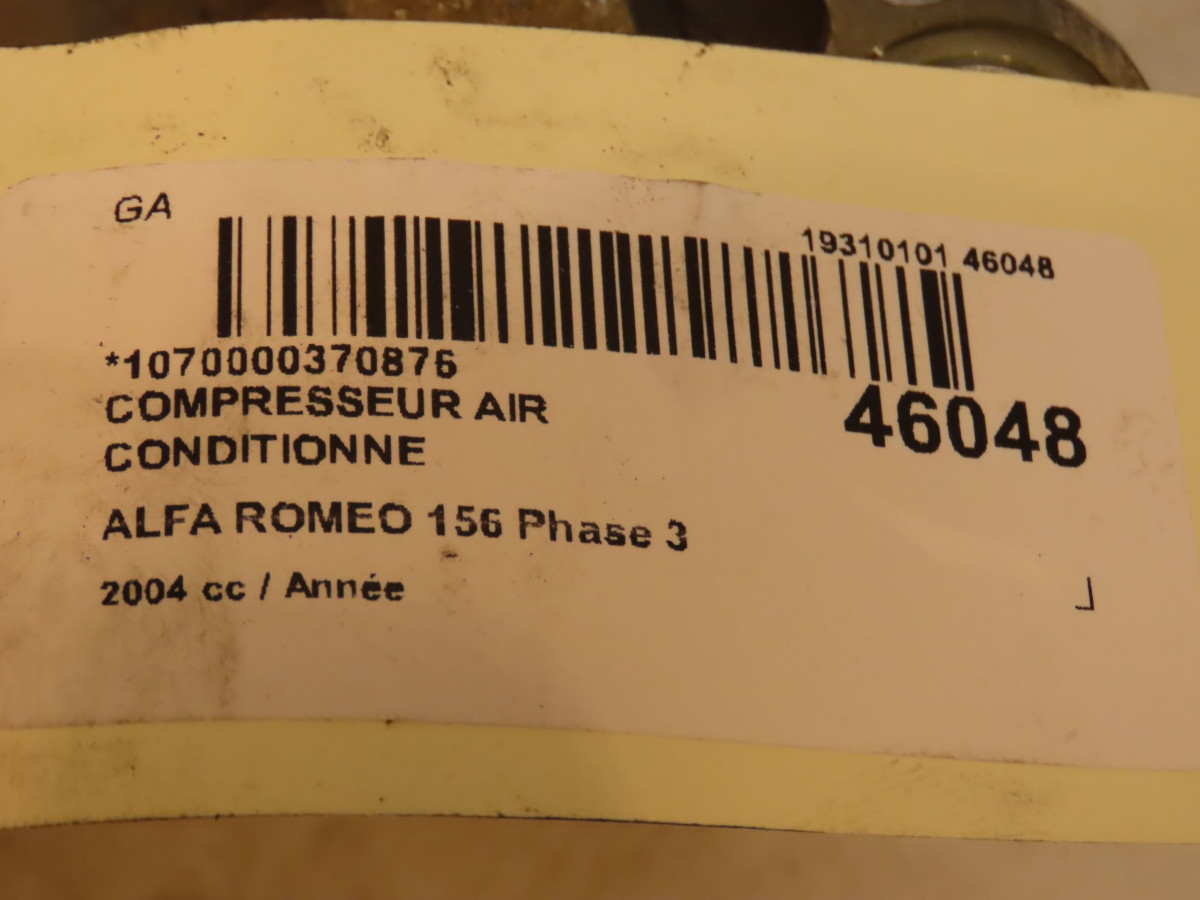 GA
19310101 46048
*1070000370876
COMPRESSEUR AIR
CONDITIONNE
46048
ALFA ROMEO 156 Phase 3
2004 cc / Année